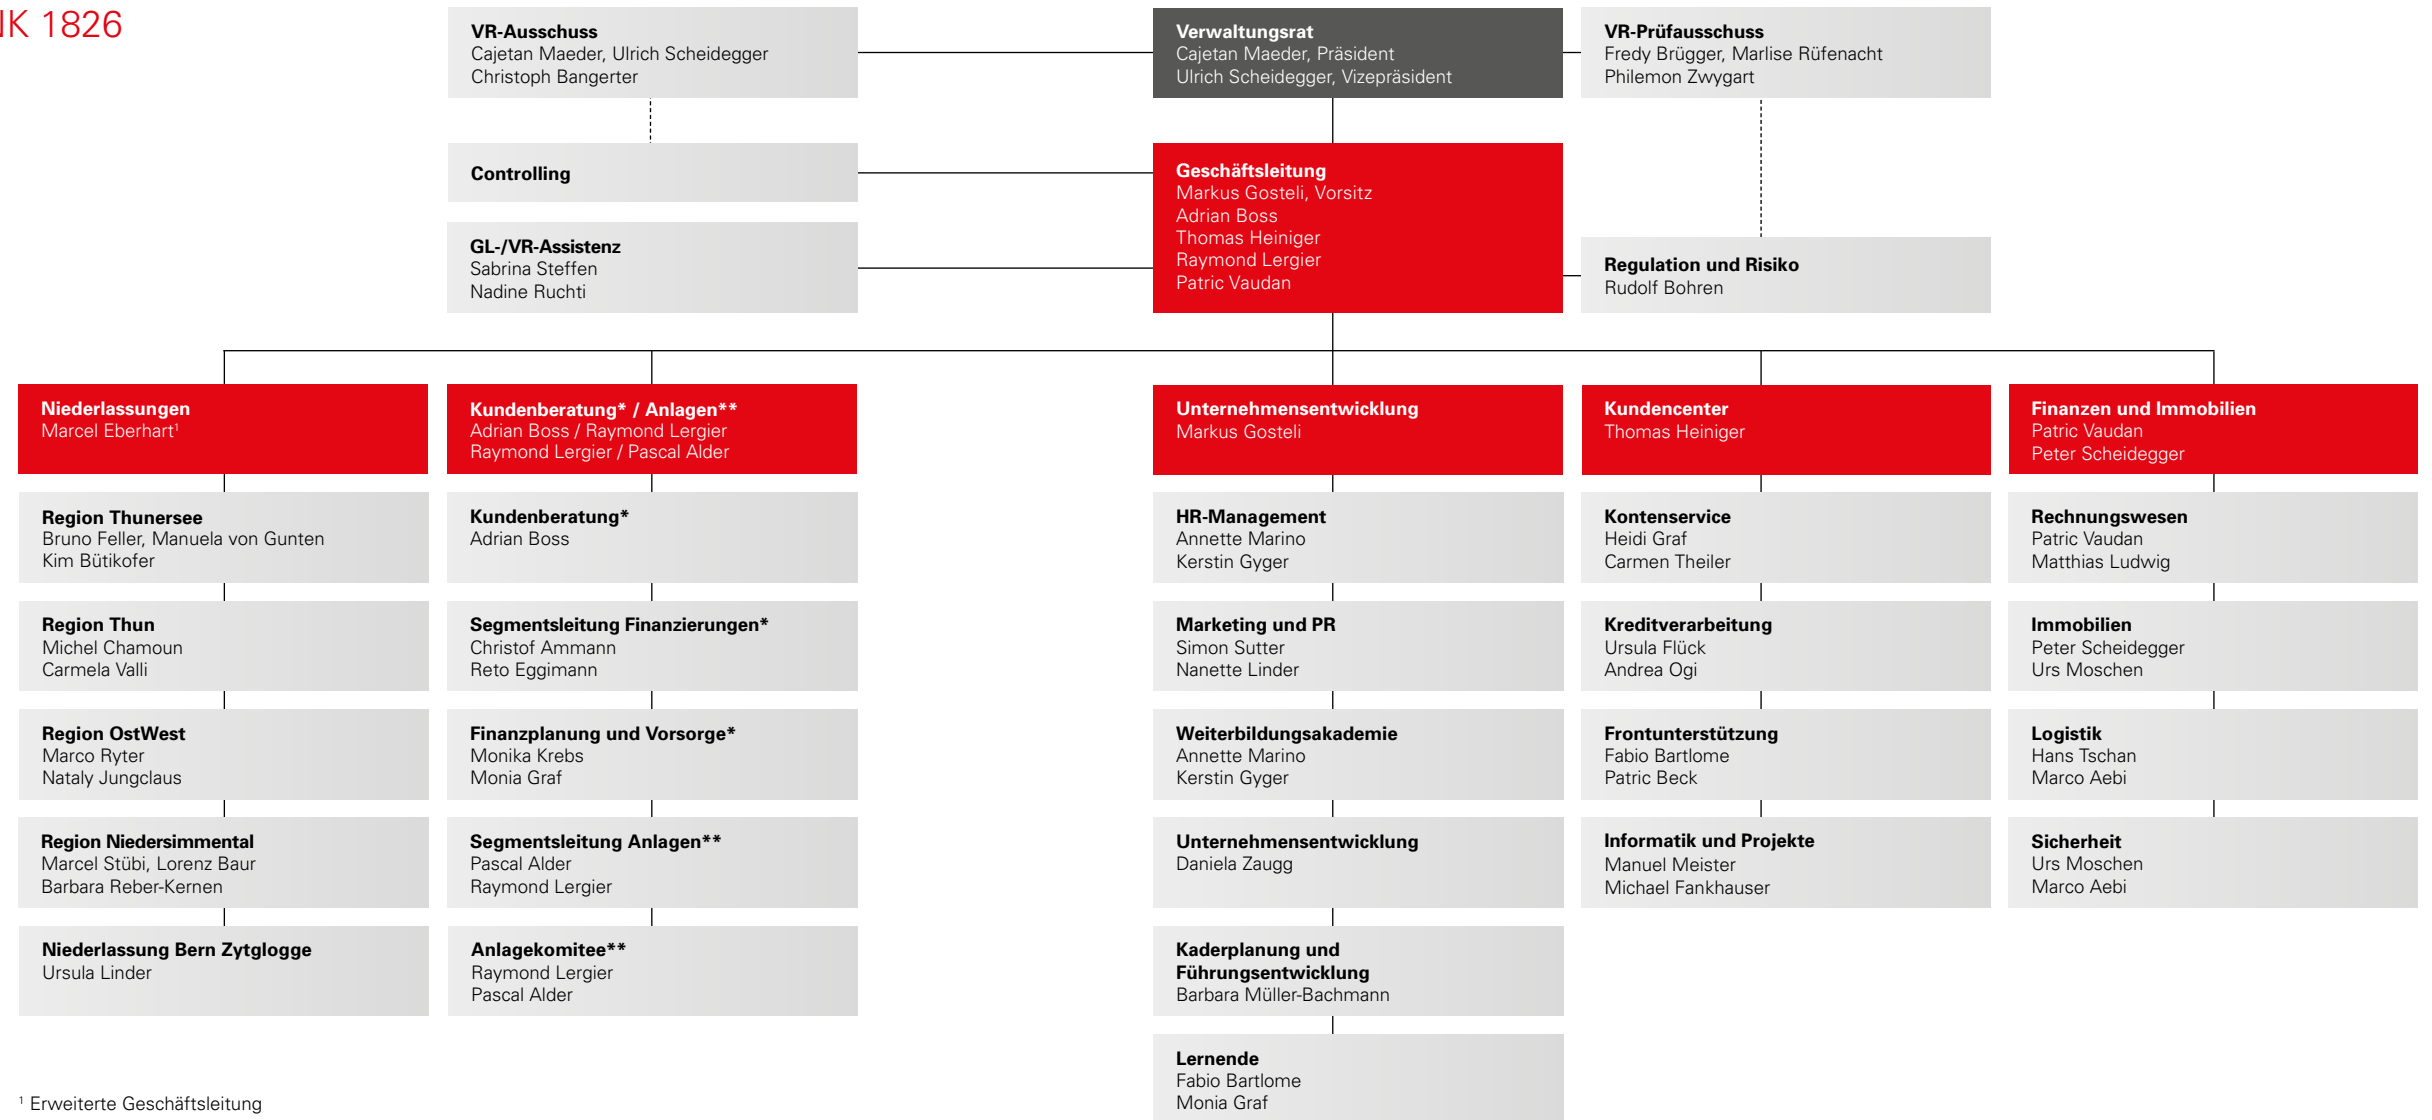 NK 1826
VR-Ausschuss
Cajetan Maeder, Ulrich Scheidegger
Christoph Bangerter
Verwaltungsrat
Cajetan Maeder, Präsident
Ulrich Scheidegger, Vizepräsident
VR-Prüfausschuss
Fredy Brügger, Marlise Rüfenacht
Philemon Zwygart
Controlling
Geschäftsleitung
Markus Gosteli, Vorsitz
Adrian Boss
Thomas Heiniger
Raymond Lergier
Patric Vaudan
GL-/VR-Assistenz
Sabrina Steffen
Nadine Ruchti
Regulation und Risiko
Rudolf Bohren
Niederlassungen
Marcel Eberhart¹
Region Thunersee
Bruno Feller, Manuela von Gunten
Kim Bütikofer
Region Thun
Michel Chamoun
Carmela Valli
Region OstWest
Marco Ryter
Nataly Jungclaus
Region Niedersimmental
Marcel Stübi, Lorenz Baur
Barbara Reber-Kernen
Niederlassung Bern Zytglogge
Ursula Linder
Kundenberatung* / Anlagen**
Adrian Boss / Raymond Lergier
Raymond Lergier / Pascal Alder
Kundenberatung*
Adrian Boss
Segmentsleitung Finanzierungen*
Christof Ammann
Reto Eggimann
Finanzplanung und Vorsorge*
Monika Krebs
Monia Graf
Segmentsleitung Anlagen**
Pascal Alder
Raymond Lergier
Anlagekomitee**
Raymond Lergier
Pascal Alder
Unternehmensentwicklung
Markus Gosteli
HR-Management
Annette Marino
Kerstin Gyger
Marketing und PR
Simon Sutter
Nanette Linder
Weiterbildungsakademie
Annette Marino
Kerstin Gyger
Unternehmensentwicklung
Daniela Zaugg
Kaderplanung und
Führungsentwicklung
Barbara Müller-Bachmann
Lernende
Fabio Bartlome
Monia Graf
Kundencenter
Thomas Heiniger
Kontenservice
Heidi Graf
Carmen Theiler
Kreditverarbeitung
Ursula Flück
Andrea Ogi
Frontunterstützung
Fabio Bartlome
Patric Beck
Informatik und Projekte
Manuel Meister
Michael Fankhauser
Finanzen und Immobilien
Patric Vaudan
Peter Scheidegger
Rechnungswesen
Patric Vaudan
Matthias Ludwig
Immobilien
Peter Scheidegger
Urs Moschen
Logistik
Hans Tschan
Marco Aebi
Sicherheit
Urs Moschen
Marco Aebi
¹ Erweiterte Geschäftsleitung